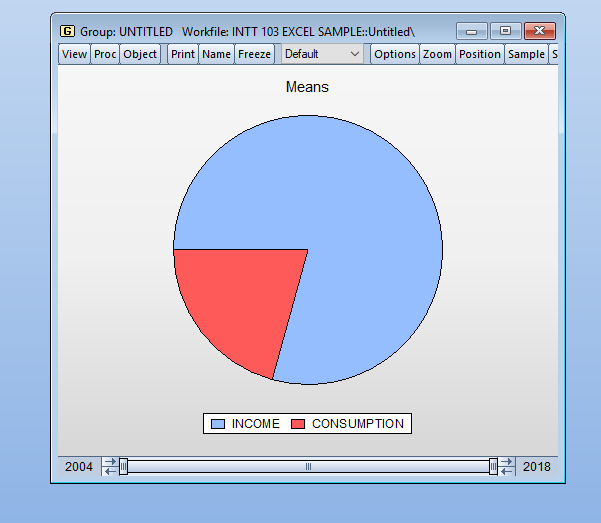 G Group: UNTITLED Workfile: INTT 103 EXCEL SAMPLE::Untitled\
View Proc Object Print Name Freeze Default Options Zoom Position Sample S
Means
INCOME CONSUMPTION
2004 2018